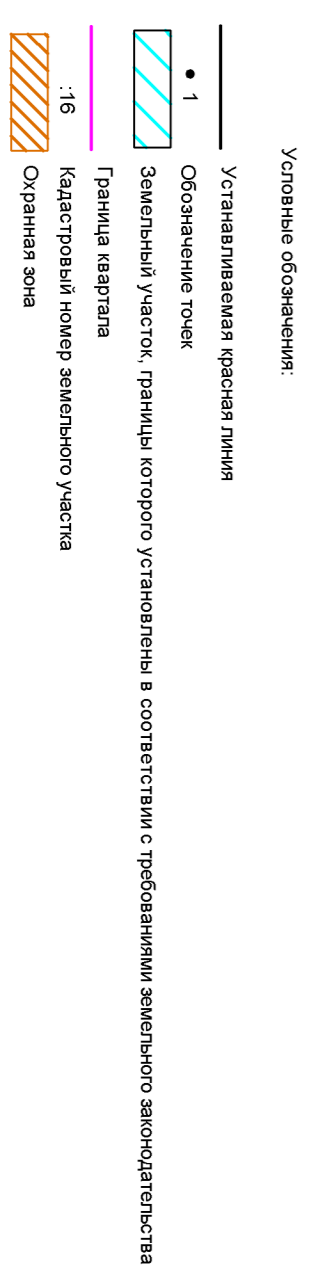 Условные обозначения:
Устанавливаемая красная линия
1 Обозначение точек
Земельный участок, границы которого установлены в соответствии с требованиями земельного законодательства
Граница квартала
:16 Кадастровый номер земельного участка
Охранная зона